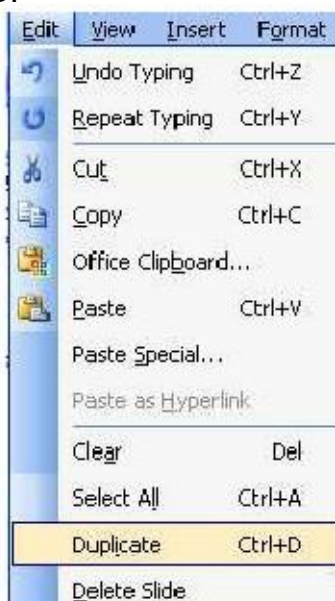 Edit View Insert Format
Undo Typing Ctrl+Z
Repeat Typing Ctrl+Y
Cut Ctrl+X
Copy Ctrl+C
Office Clipboard...
Paste Ctrl+V
Paste Special...
Paste as Hyperlink
Clear Del
Select All Ctrl+A
Duplicate Ctrl+D
Delete Slide